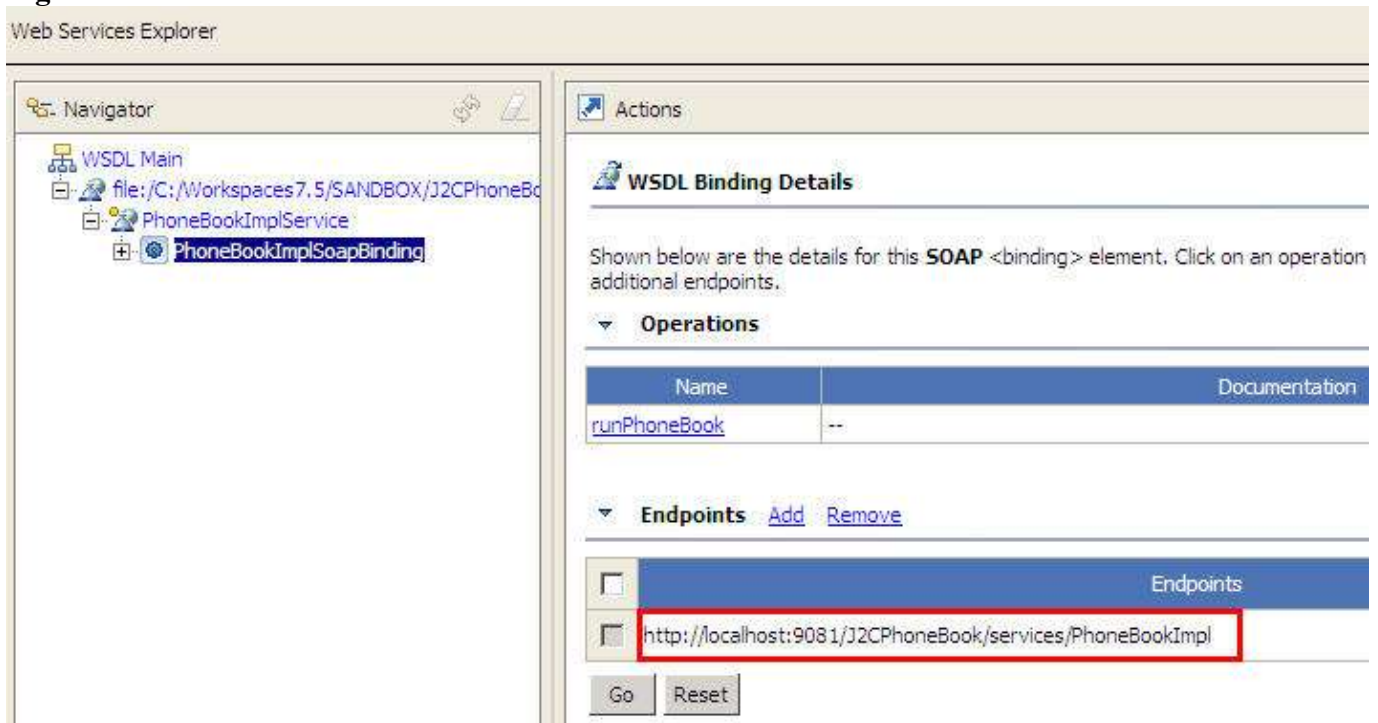 Web Services Explorer
Navigator
WSDL Main
file:/C:/Workspaces7.5/SANDBOX/J2CPhoneBo
PhoneBookImplService
PhoneBookImplSoapBinding
Actions
WSDL Binding Details
Shown below are the details for this SOAP <binding> element. Click on an operation
additional endpoints.
Operations
Name Documentation
runPhoneBook --
Endpoints Add Remove
Endpoints
http://localhost:9081/J2CPhoneBook/services/PhoneBookImpl
Go Reset